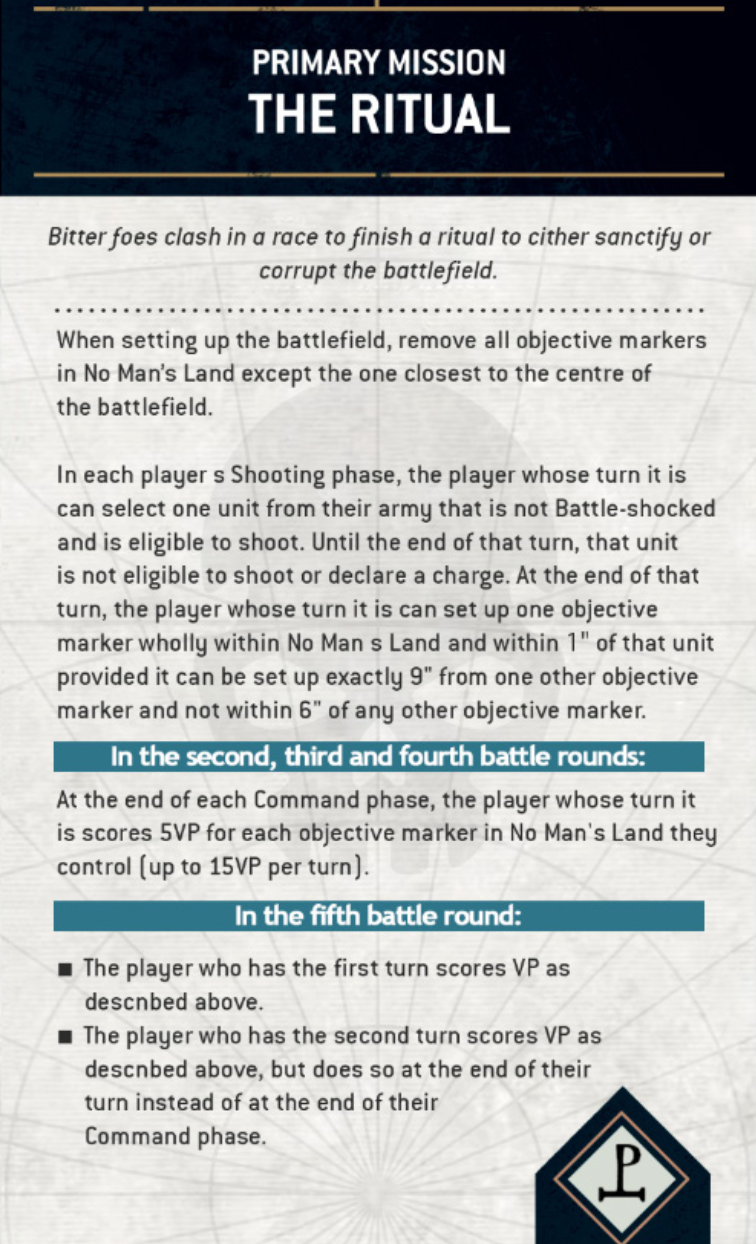 PRIMARY MISSION
THE RITUAL
Bitter foes clash in a race to finish a ritual to cither sanctify or
corrupt the battlefield.
When setting up the battlefield, remove all objective markers
in No Man's Land except the one closest to the centre of
the battlefield.
In each player s Shooting phase, the player whose turn it is
can select one unit from their army that is not Battle-shocked
and is eligible to shoot. Until the end of that turn, that unit
is not eligible to shoot or declare a charge. At the end of that
turn, the player whose turn it is can set up one objective
marker wholly within No Man s Land and within 1" of that unit
provided it can be set up exactly 9" from one other objective
marker and not within 6" of any other objective marker.
In the second, third and fourth battle rounds:
At the end of each Command phase, the player whose turn it
is scores 5VP for each objective marker in No Man's Land they
control (up to 15VP per turn).
In the fifth battle round:
■ The player who has the first turn scores VP as
descnbed above.
■ The player who has the second turn scores VP as
descnbed above, but does so at the end of their
turn instead of at the end of their
Command phase.
P